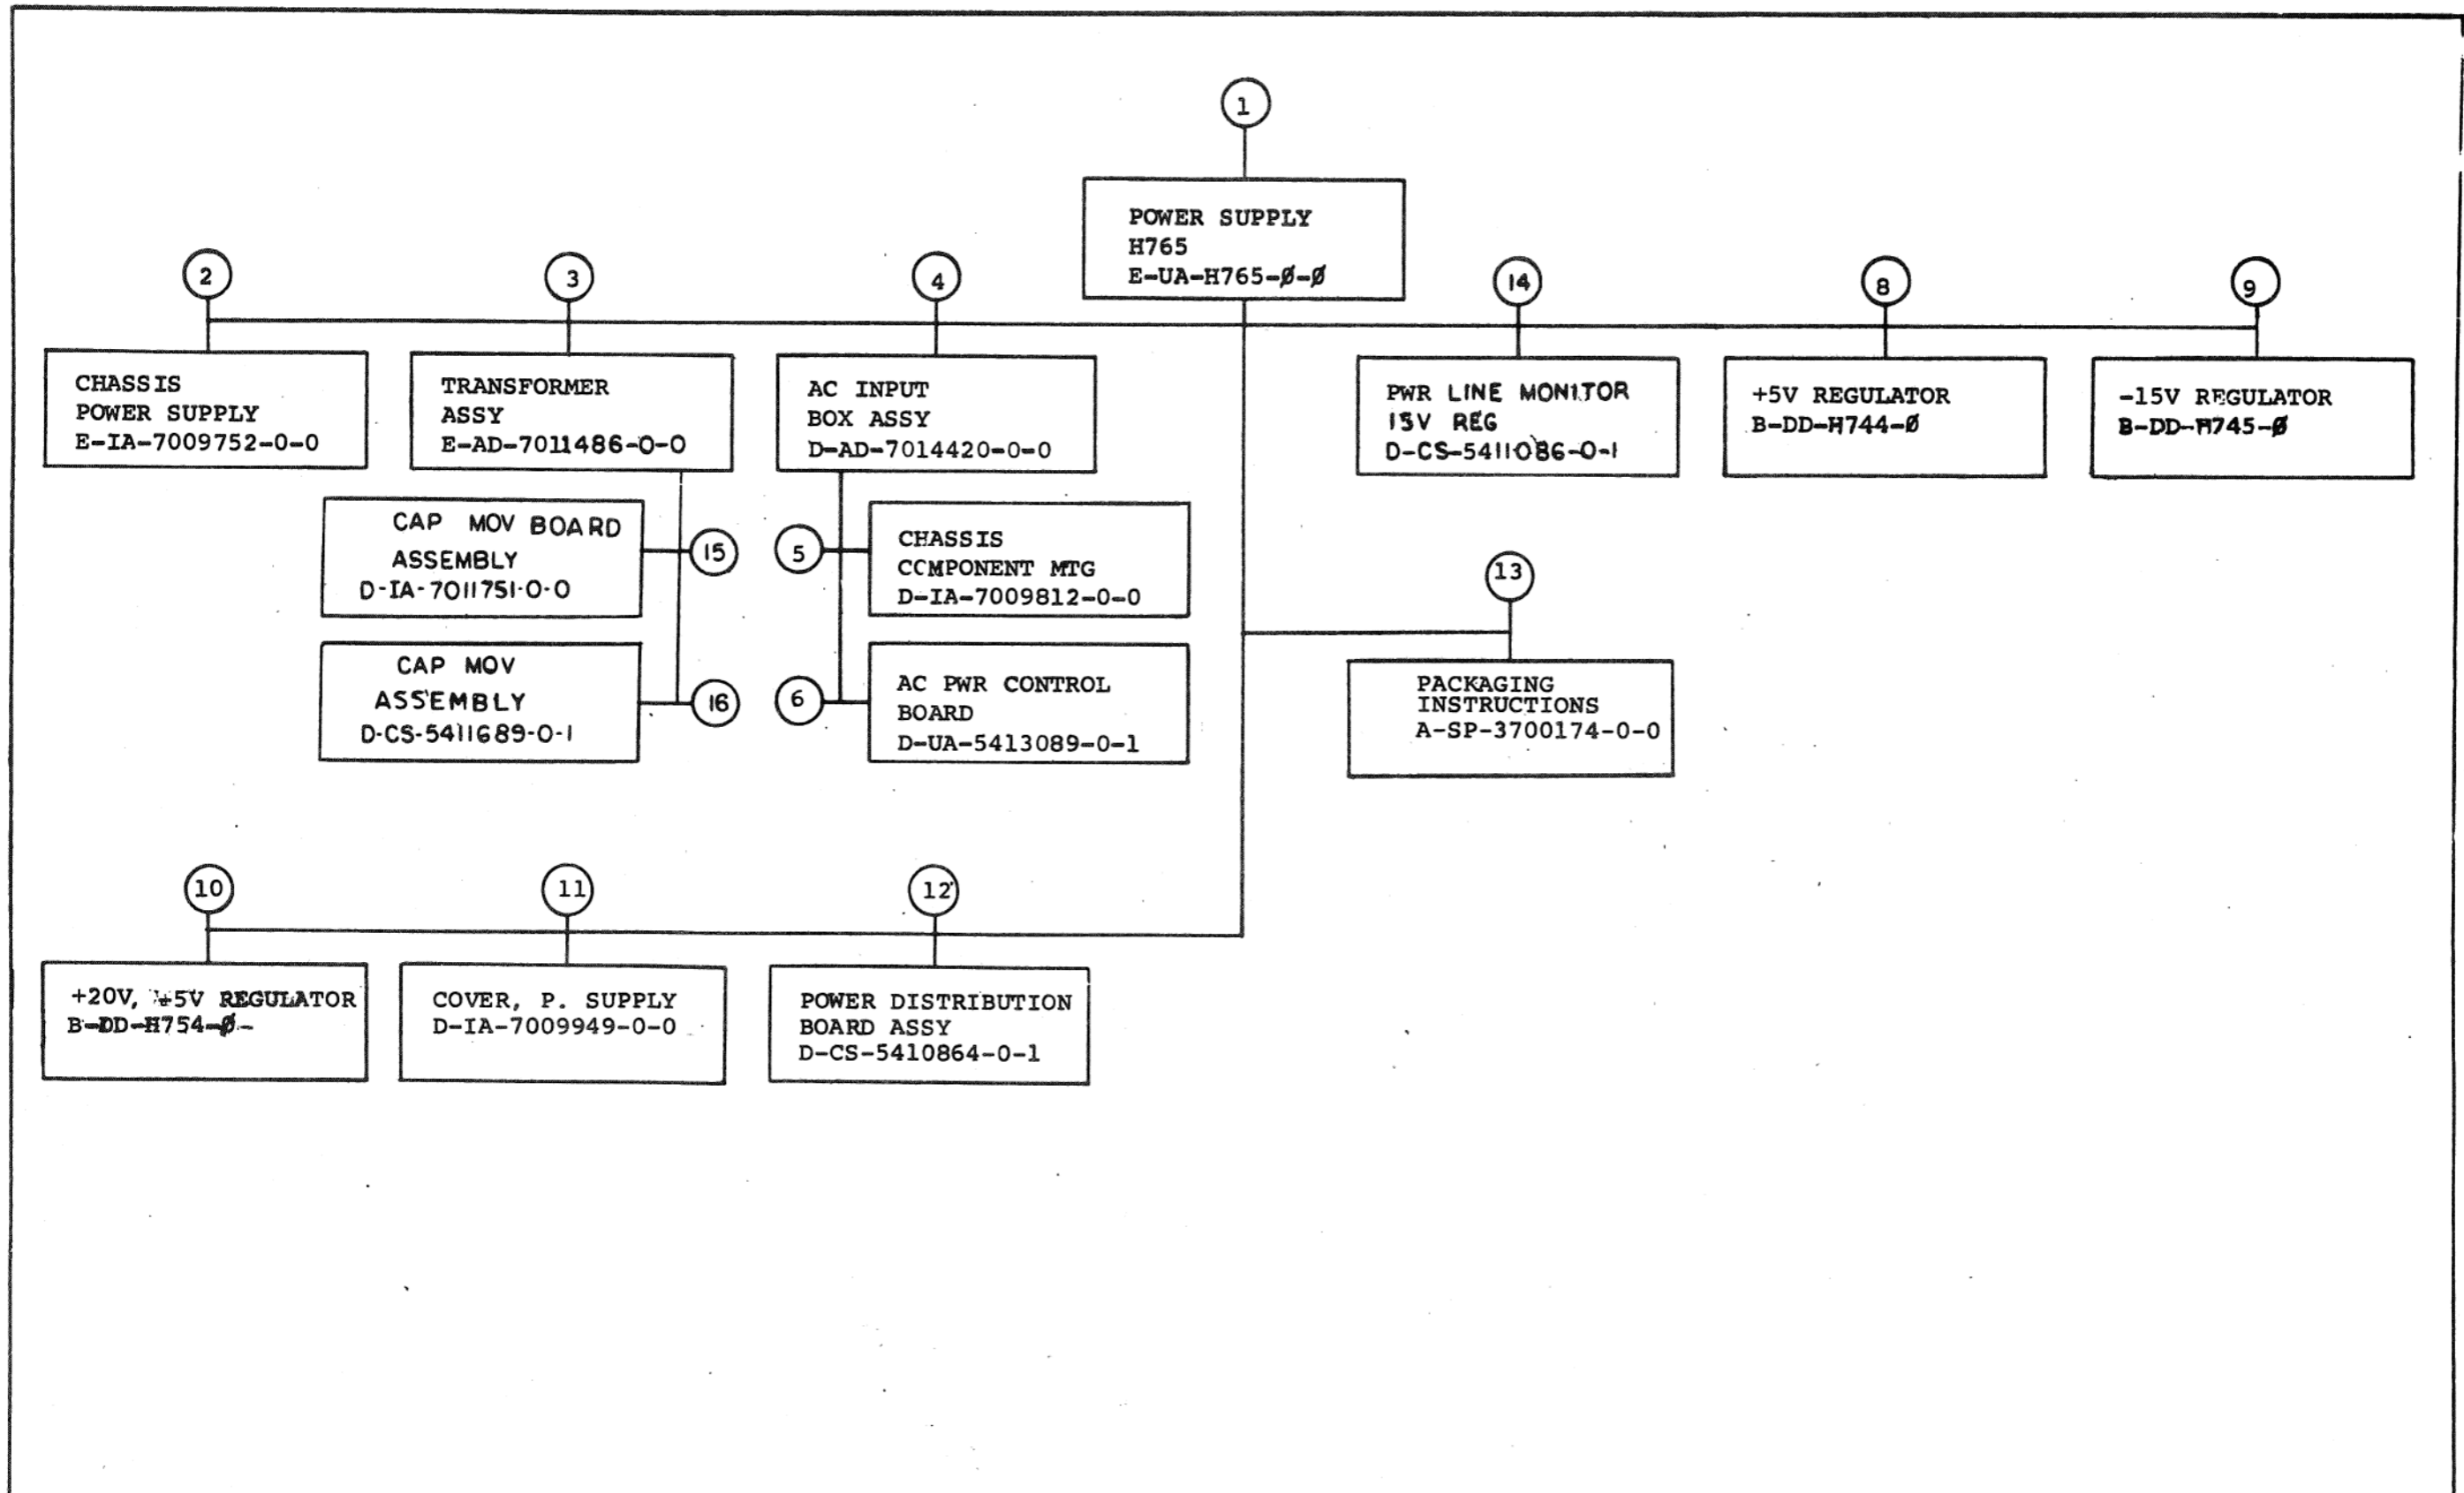 1
POWER SUPPLY
H765
E-UA-H765-Ø-Ø
2
CHASSIS
POWER SUPPLY
E-IA-7009752-0-0
3
TRANSFORMER
ASSY
E-AD-7011486-0-0
4
AC INPUT
BOX ASSY
D-AD-7014420-0-0
14
PWR LINE MONITOR
15V REG
D-CS-5411086-0-1
8
+5V REGULATOR
B-DD-H744-Ø
9
-15V REGULATOR
B-DD-H745-Ø
CAP MOV BOARD
ASSEMBLY
D-IA-7011751-0-0
15
5
CHASSIS
COMPONENT MTG
D-IA-7009812-0-0
13
PACKAGING
INSTRUCTIONS
A-SP-3700174-0-0
CAP MOV
ASSEMBLY
D-CS-5411689-0-1
16
6
AC PWR CONTROL
BOARD
D-UA-5413089-0-1
10
+20V, +5V REGULATOR
B-DD-H754-Ø-
11
COVER, P. SUPPLY
D-IA-7009949-0-0
12
POWER DISTRIBUTION
BOARD ASSY
D-CS-5410864-0-1